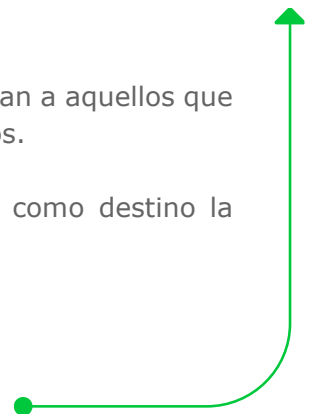 an a aquellos que
os.
como destino la